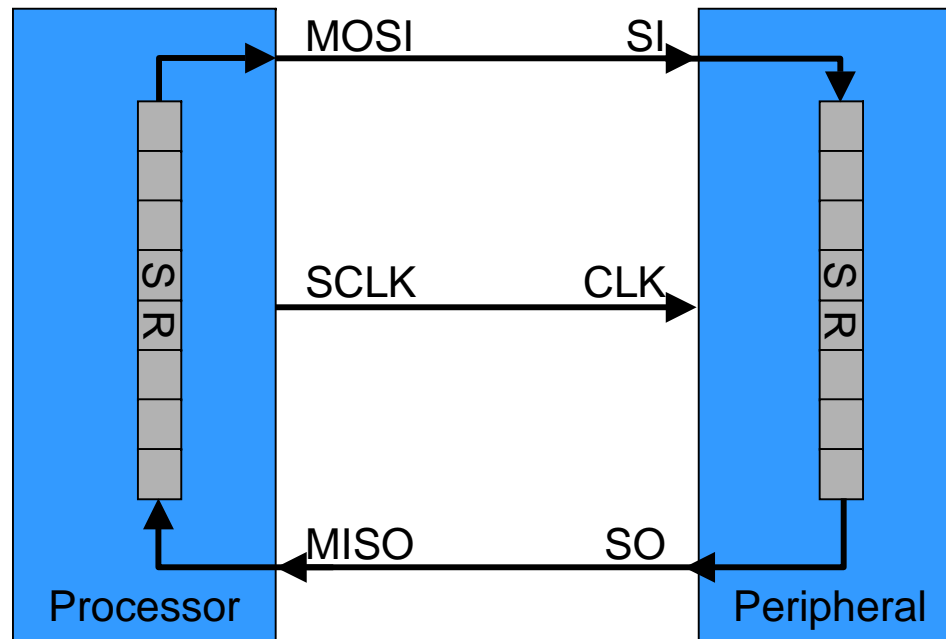 MOSI SI
S R
S R
SCLK CLK
MISO SO
Processor
Peripheral